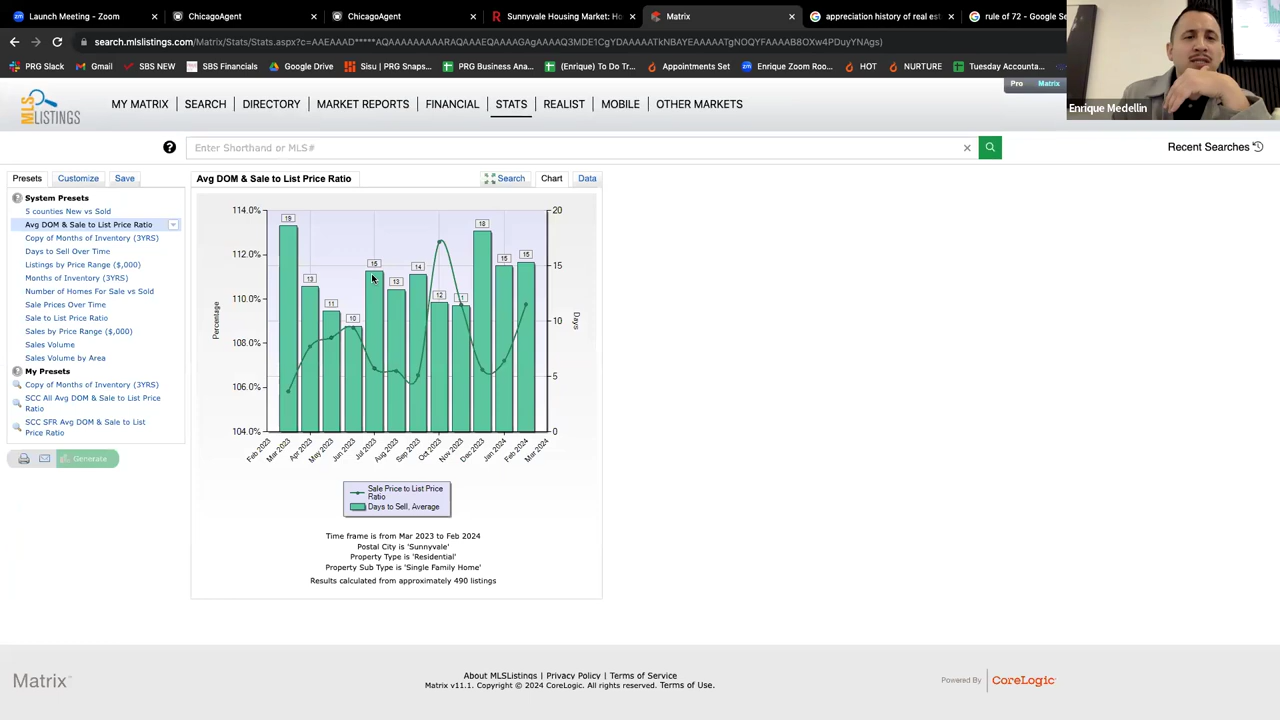 Launch Meeting - Zoom
ChicagoAgent
ChicagoAgent
Sunnyvale Housing Market: Ho
Matrix
appreciation history of real est
rule of 72 - Google Se
search.mlslistings.com/Matrix/Stats/Stats.aspx?c=AAEAAAD*****AQAAAAAAAAARAQAAAEQAAAAGAgAAAAQ3MDE1CgYDAAAAATkNBAYEAAAAATgNOQYFAAAAB8OXw4PDuyYNAgs)
PRG Slack
Gmail
SBS NEW
SBS Financials
Google Drive
Sisu | PRG Snaps...
PRG Business Ana...
(Enrique) To Do Tr...
Appointments Set
Enrique Zoom Roo...
HOT
NURTURE
Tuesday Accounta...
Enrique Medellin
Pro
Matrix
MLS LISTINGS
MY MATRIX
SEARCH
DIRECTORY
MARKET REPORTS
FINANCIAL
STATS
REALIST
MOBILE
OTHER MARKETS
Enter Shorthand or MLS#
Recent Searches
Presets
Customize
Save
System Presets
5 counties New vs Sold
Avg DOM & Sale to List Price Ratio
Copy of Months of Inventory (3YRS)
Days to Sell Over Time
Listings by Price Range ($,000)
Months of Inventory (3YRS)
Number of Homes For Sale vs Sold
Sale Prices Over Time
Sale to List Price Ratio
Sales by Price Range ($,000)
Sales Volume
Sales Volume by Area
My Presets
Copy of Months of Inventory (3YRS)
SCC All Avg DOM & Sale to List Price
Ratio
SCC SFR Avg DOM & Sale to List
Price Ratio
Generate
Avg DOM & Sale to List Price Ratio
Search
Chart
Data
114.0%
112.0%
110.0%
108.0%
106.0%
104.0%
Percentage
19
13
11
10
15
13
14
12
18
15
15
20
15
10
5
0
Days
Feb 2023
Mar 2023
Apr 2023
May 2023
Jun 2023
Jul 2023
Aug 2023
Sep 2023
Oct 2023
Nov 2023
Dec 2023
Jan 2024
Feb 2024
Mar 2024
Sale Price to List Price
Ratio
Days to Sell, Average
Time frame is from Mar 2023 to Feb 2024
Postal City is 'Sunnyvale'
Property Type is 'Residential'
Property Sub Type is 'Single Family Home'
Results calculated from approximately 490 listings
Matrix
About MLSListings | Privacy Policy | Terms of Service
Matrix v11.1. Copyright © 2024 CoreLogic. All rights reserved. Terms of Use.
Powered By
CoreLogic